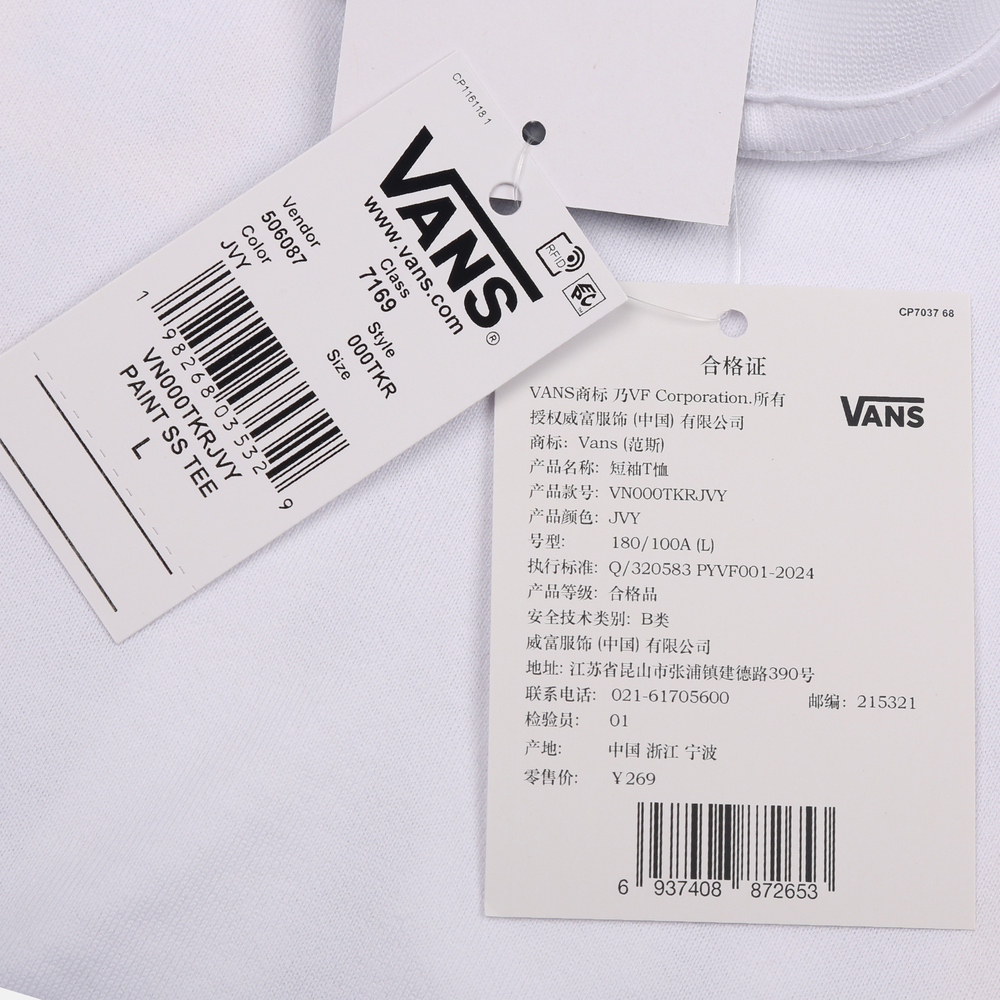 CP116118 1
VANS®
www.vans.com
Vendor
506087
Color
JVY
Class
7169
Style
000TKR
Size
1 98268 03532 9
VN000TKRJVY
PAINT SS TEE
L
RFID
EPC
CP7037 68
合格证
VANS商标 乃VF Corporation.所有
授权威富服饰 (中国) 有限公司
VANS
商标: Vans (范斯)
产品名称: 短袖T恤
产品款号: VN000TKRJVY
产品颜色: JVY
号型: 180/100A (L)
执行标准: Q/320583 PYVF001-2024
产品等级: 合格品
安全技术类别: B类
威富服饰 (中国) 有限公司
地址: 江苏省昆山市张浦镇建德路390号
联系电话: 021-61705600 邮编: 215321
检验员: 01
产地: 中国 浙江 宁波
零售价: ¥269
6 937408 872653